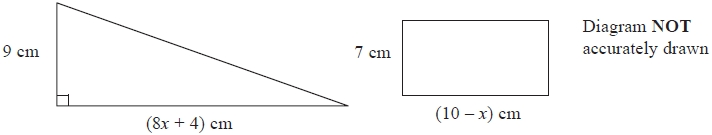 9 cm
(8x + 4) cm
7 cm
(10 – x) cm
Diagram NOT
accurately drawn